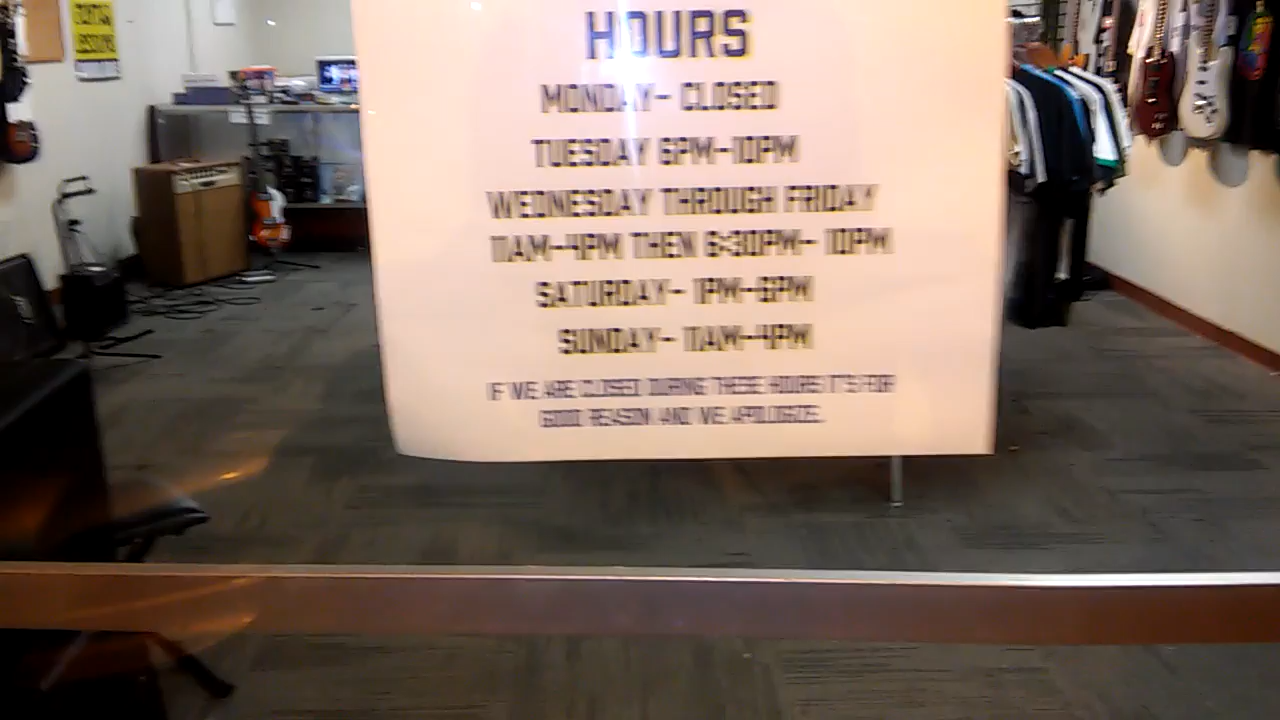 HOURS
MONDAY- CLOSED
TUESDAY 6PM-10PM
WEDNESDAY THROUGH FRIDAY
11AM-4PM THEN 6:30PM- 10PM
SATURDAY- 1PM-6PM
SUNDAY- 11AM-4PM
IF WE ARE CLOSED DURING THESE HOURS IT'S FOR
GOOD REASON AND WE APOLOGIZE.